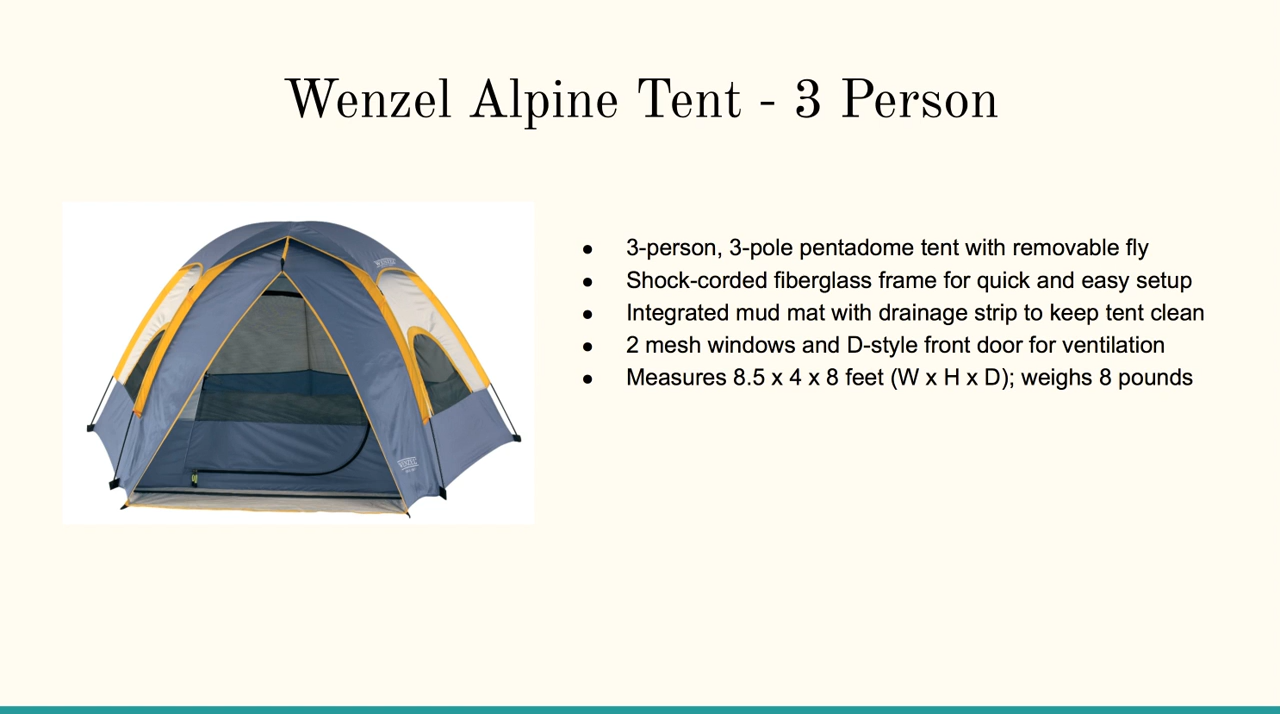 Wenzel Alpine Tent - 3 Person
● 3-person, 3-pole pentadome tent with removable fly
● Shock-corded fiberglass frame for quick and easy setup
● Integrated mud mat with drainage strip to keep tent clean
● 2 mesh windows and D-style front door for ventilation
● Measures 8.5 x 4 x 8 feet (W x H x D); weighs 8 pounds
WENZEL